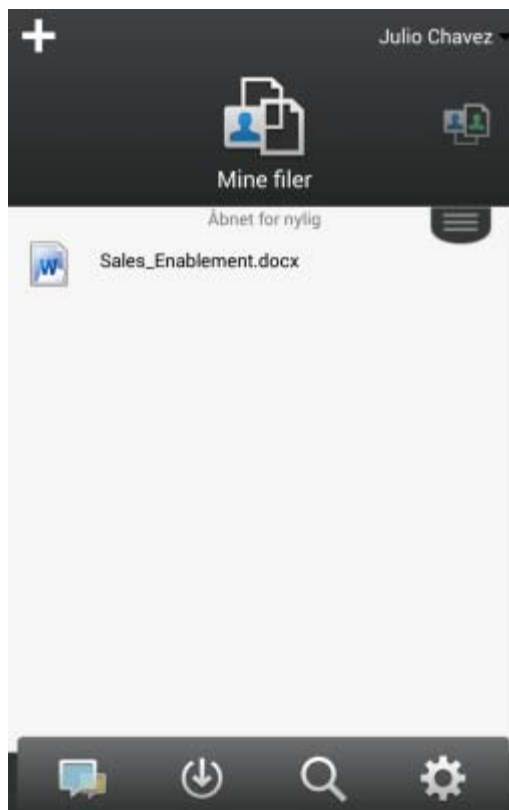 Julio Chavez
Mine filer
Åbnet for nylig
Sales_Enablement.docx